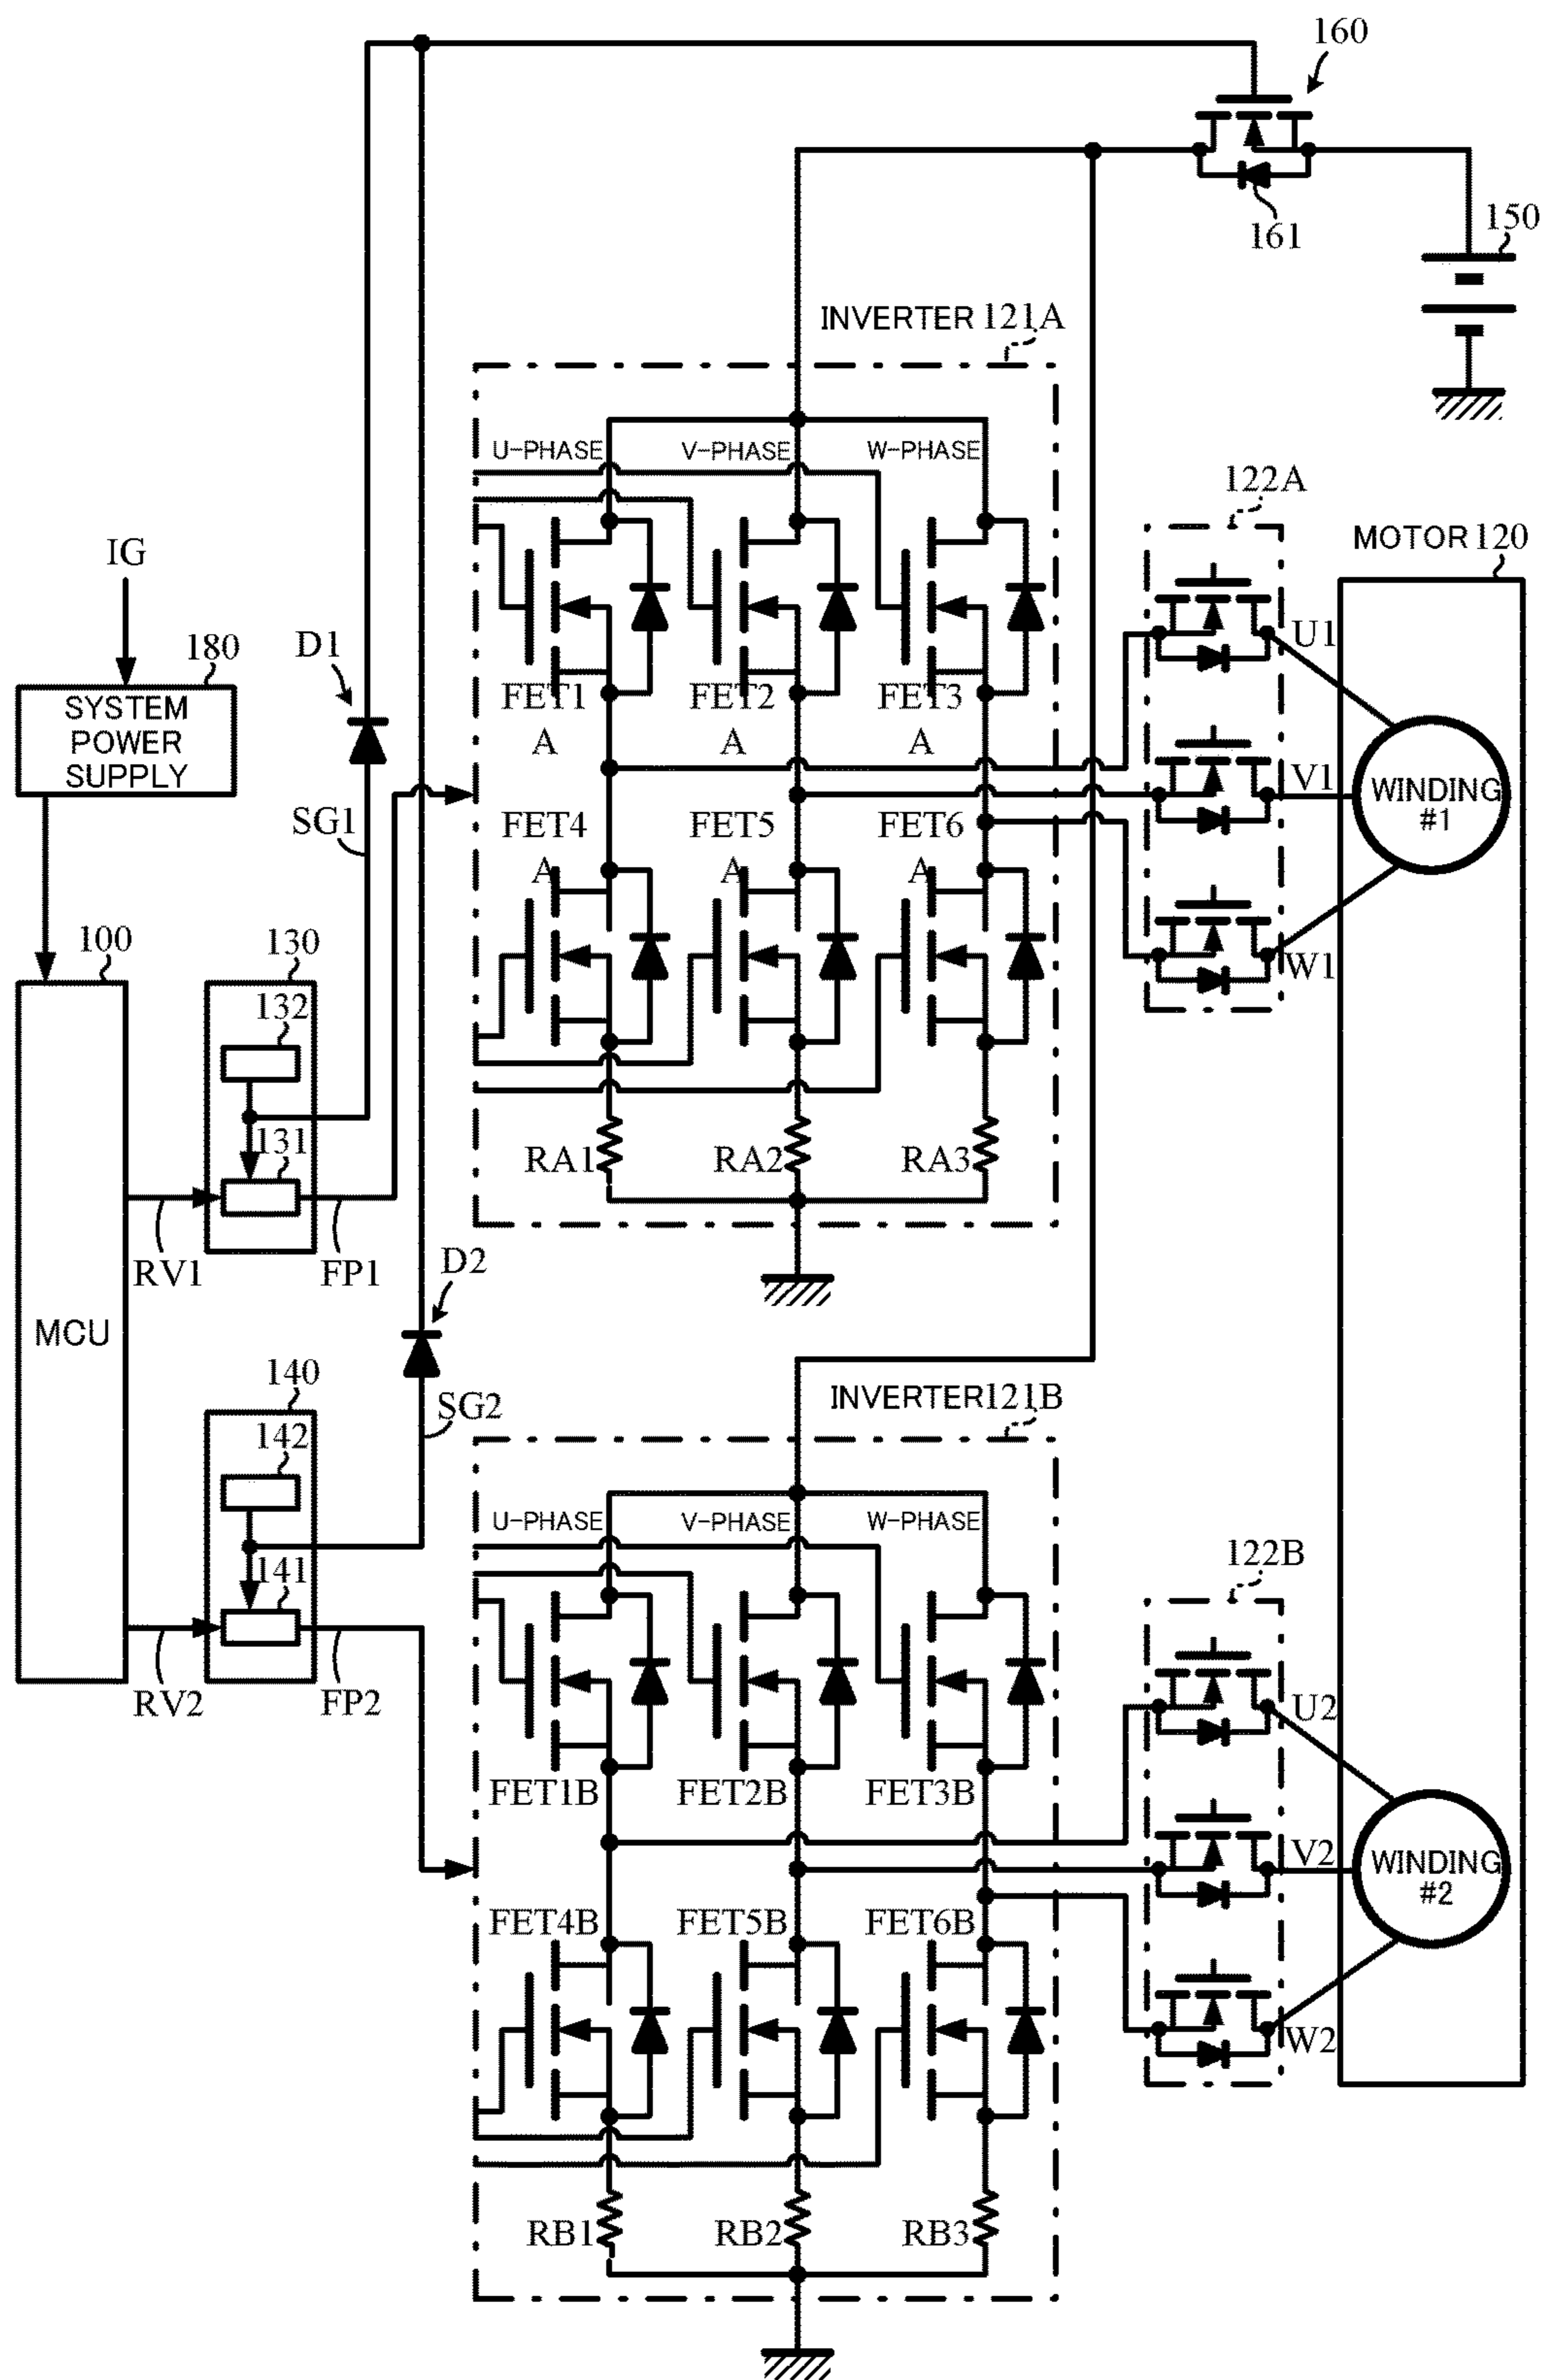 160
161
150
INVERTER 121A
U-PHASE
V-PHASE
W-PHASE
122A
MOTOR 120
IG
180
SYSTEM
POWER
SUPPLY
D1
SG1
FET1
A
FET2
A
FET3
A
FET4
A
FET5
A
FET6
A
U1
V1
W1
WINDING
#1
100
130
132
131
RV1
FP1
RA1
RA2
RA3
MCU
D2
140
142
141
SG2
RV2
FP2
INVERTER 121B
U-PHASE
V-PHASE
W-PHASE
122B
FET1B
FET2B
FET3B
FET4B
FET5B
FET6B
U2
V2
W2
WINDING
#2
RB1
RB2
RB3